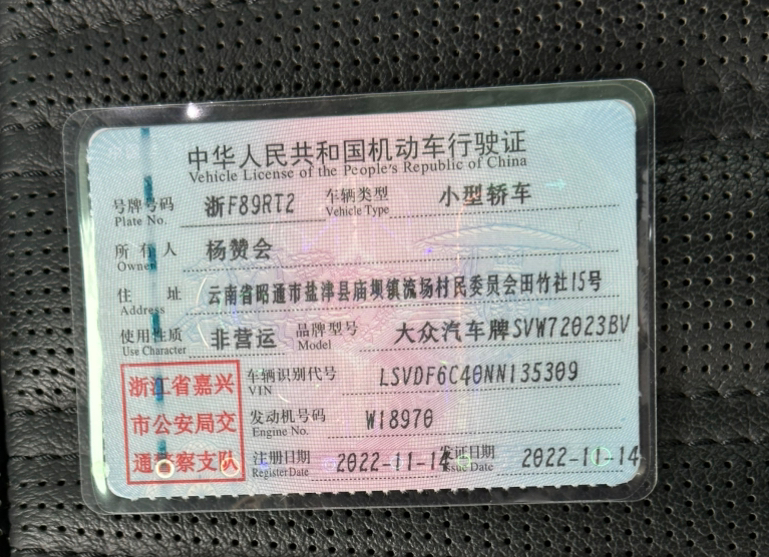 中华人民共和国机动车行驶证
Vehicle License of the People's Republic of China
号牌号码 浙F89RT2 车辆类型 小型轿车
Plate No. Vehicle Type
所有人 杨赞会
Owner
住址 云南省昭通市盐津县庙坝镇流场村民委员会田竹社15号
Address
使用性质 非营运 品牌型号 大众汽车牌SVW72023BV
Use Character Model
浙江省嘉兴
市公安局交
通警察支队
车辆识别代号 LSVDF6C40NN135309
VIN
发动机号码 W18970
Engine No.
注册日期 2022-11-14 发证日期 2022-11-14
Register Date Issue Date